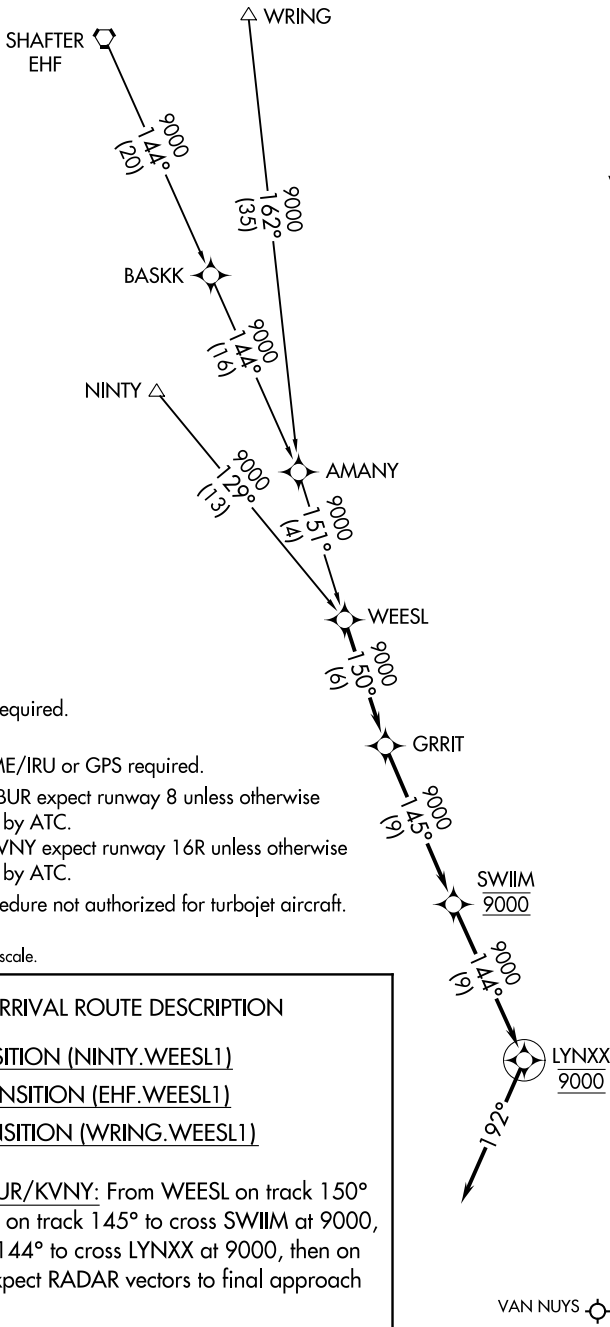 WRING
SHAFTER
EHF
9000
144°
(20)
9000
162°
(35)
BASKK
9000
144°
(16)
NINTY
AMANY
9000
129°
(13)
9000
151°
(4)
WEESL
9000
150°
(6)
equired.
GRRIT
ME/IRU or GPS required.
BUR expect runway 8 unless otherwise
by ATC.
VNY expect runway 16R unless otherwise
by ATC.
9000
145°
(9)
SWIIM
9000
edure not authorized for turbojet aircraft.
scale.
9000
144°
(9)
RRIVAL ROUTE DESCRIPTION
SITION (NINTY.WEESL1)
NSITION (EHF.WEESL1)
NSITION (WRING.WEESL1)
LYNXX
9000
192°
UR/KVNY: From WEESL on track 150°
on track 145° to cross SWIIM at 9000,
144° to cross LYNXX at 9000, then on
xpect RADAR vectors to final approach
VAN NUYS